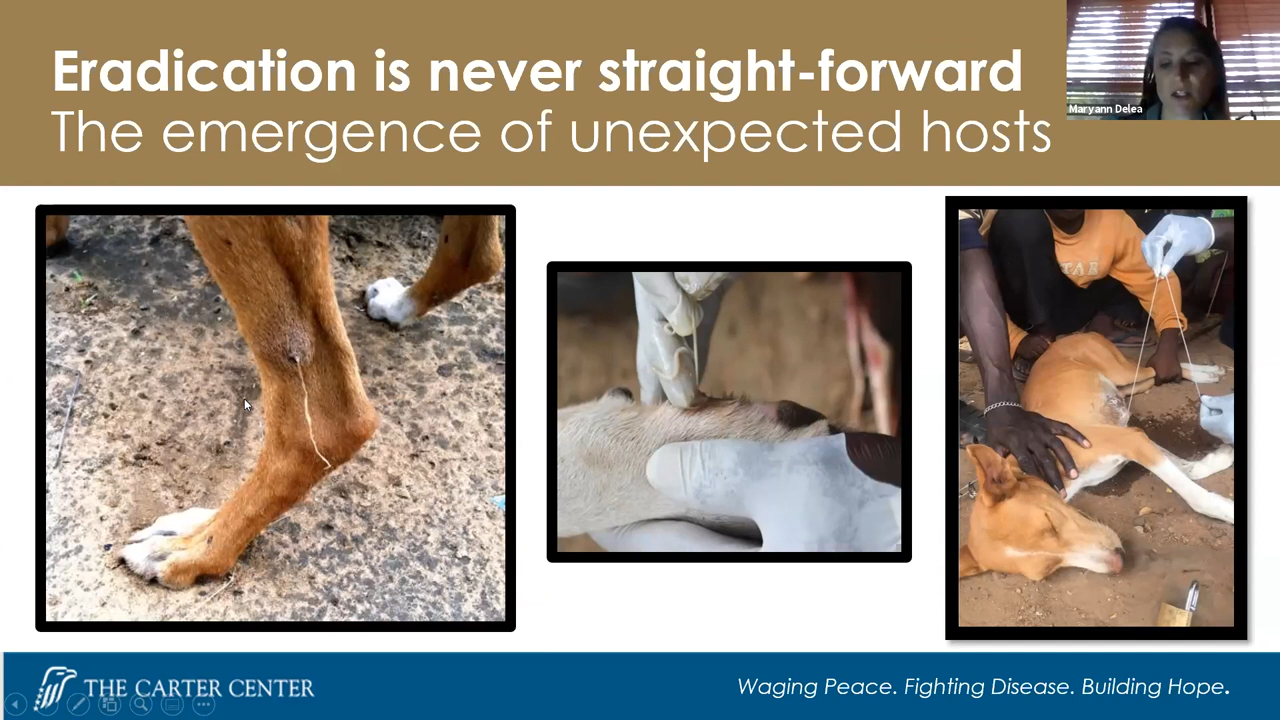 Eradication is never straight-forward
The emergence of unexpected hosts
Maryann Delea
THE CARTER CENTER
Waging Peace. Fighting Disease. Building Hope.